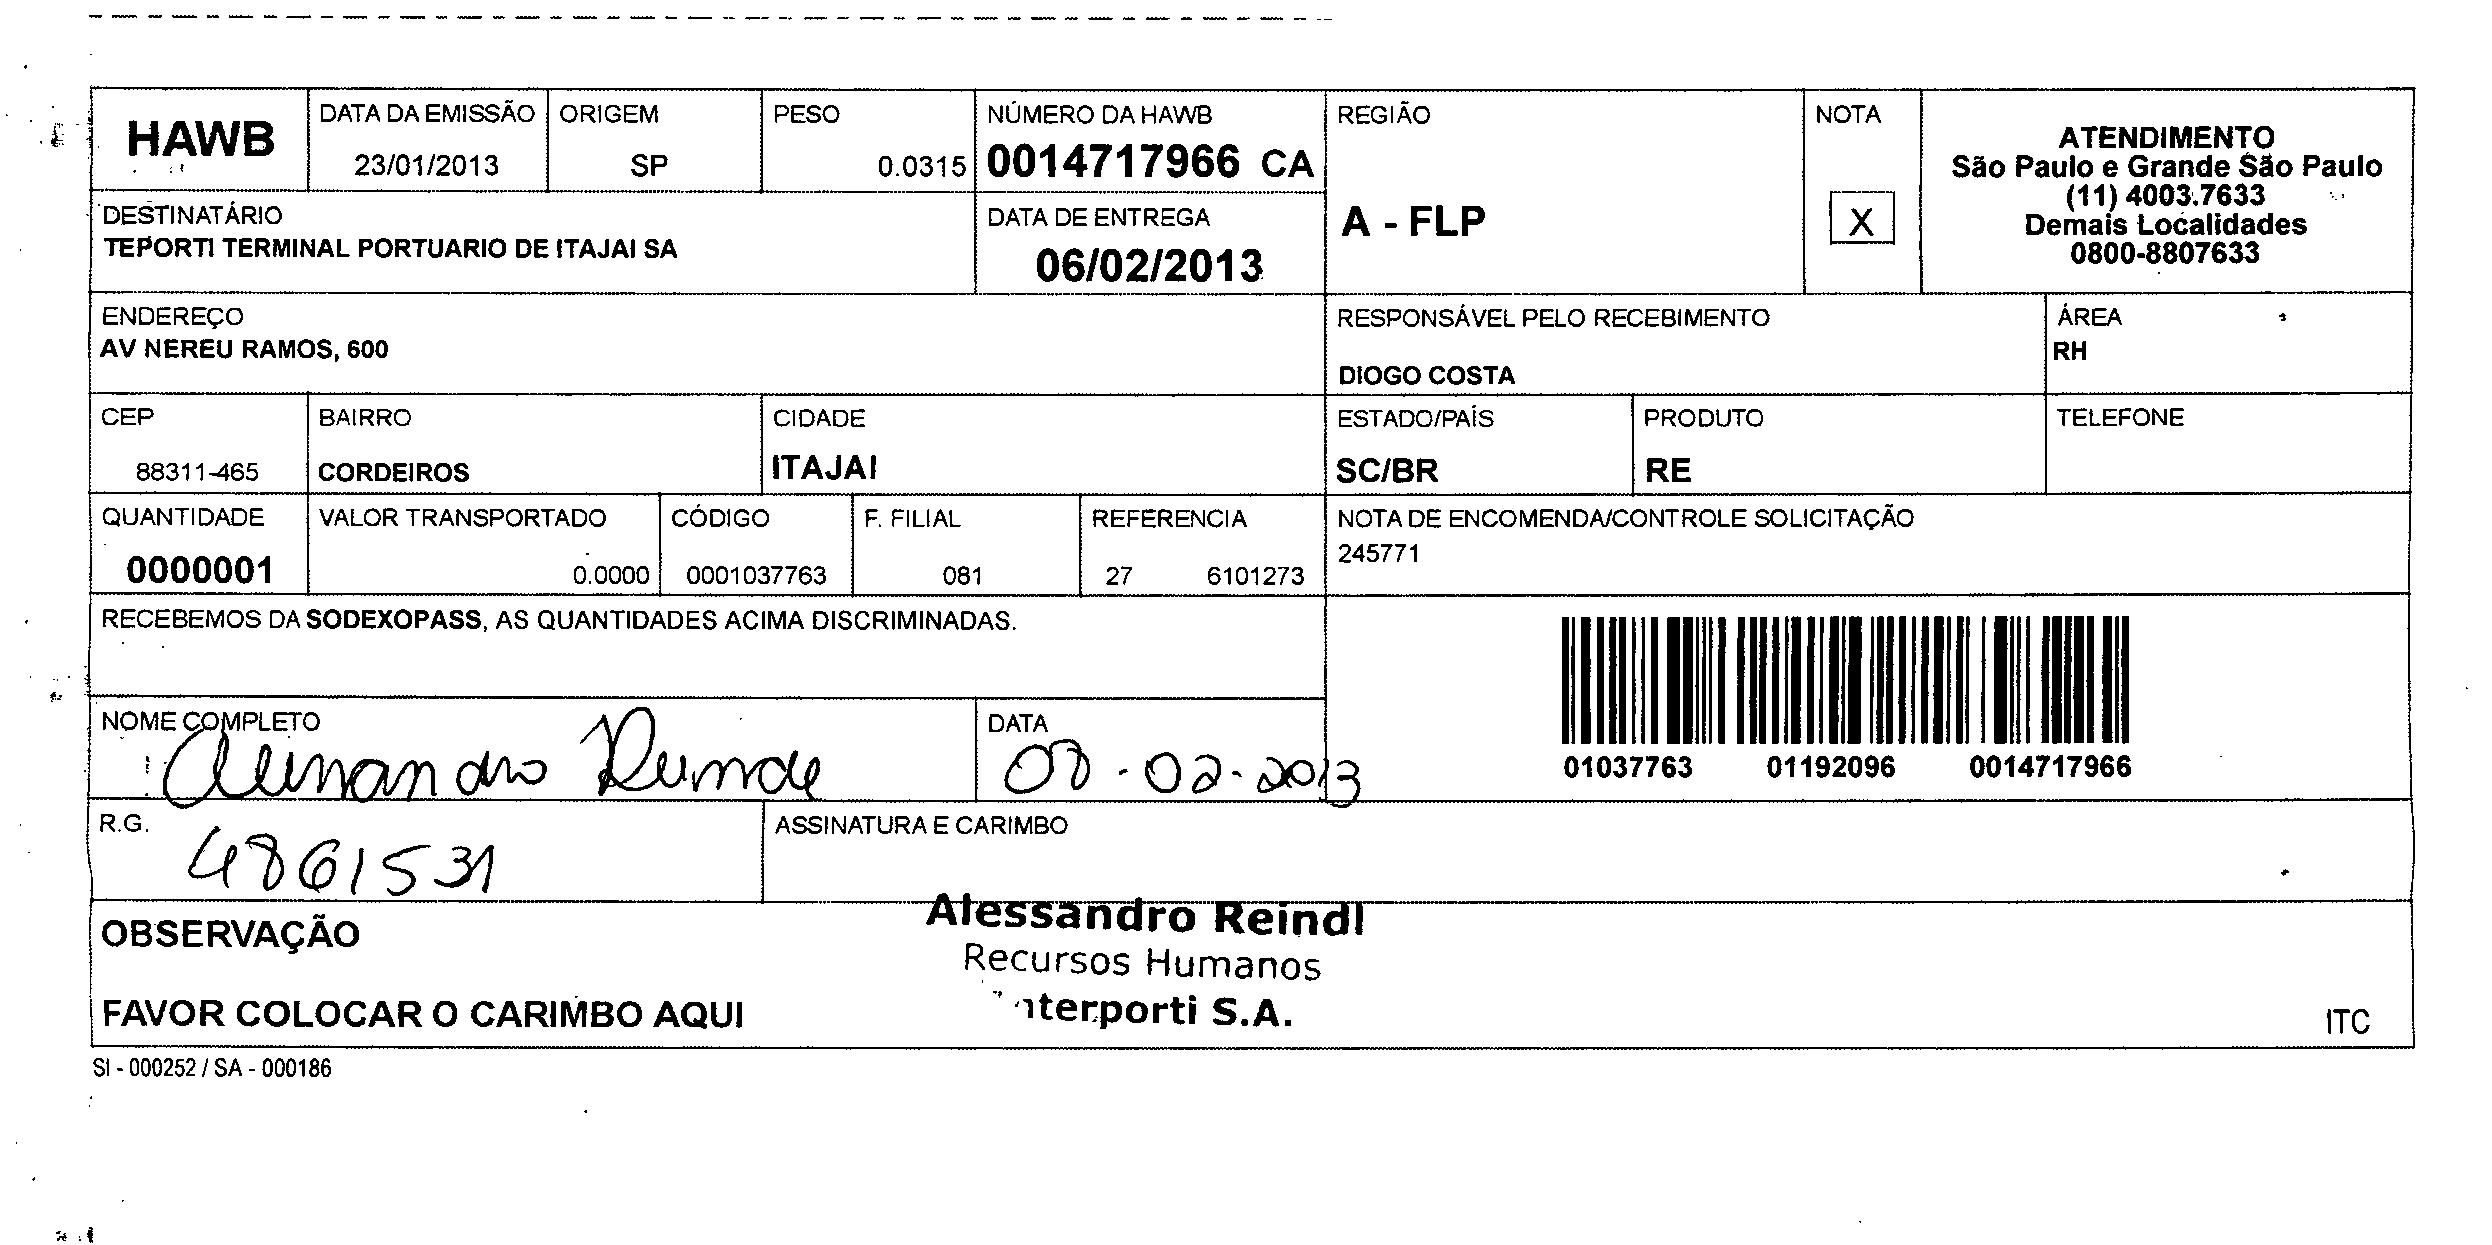 HAWB
DATA DA EMISSÃO
23/01/2013
ORIGEM
SP
PESO
0.0315
NÚMERO DA HAWB
0014717966 CA
REGIÃO
A - FLP
NOTA
X
ATENDIMENTO
São Paulo e Grande São Paulo
(11) 4003.7633
Demais Localidades
0800-8807633
DESTINATÁRIO
TEPORTI TERMINAL PORTUARIO DE ITAJAI SA
DATA DE ENTREGA
06/02/2013
ENDEREÇO
AV NEREU RAMOS, 600
RESPONSÁVEL PELO RECEBIMENTO
DIOGO COSTA
ÁREA
RH
CEP
88311-465
BAIRRO
CORDEIROS
CIDADE
ITAJAI
ESTADO/PAÍS
SC/BR
PRODUTO
RE
TELEFONE
QUANTIDADE
0000001
VALOR TRANSPORTADO
0.0000
CÓDIGO
0001037763
F. FILIAL
081
REFERENCIA
27 6101273
NOTA DE ENCOMENDA/CONTROLE SOLICITAÇÃO
245771
RECEBEMOS DA SODEXOPASS, AS QUANTIDADES ACIMA DISCRIMINADAS.
01037763 01192096 0014717966
NOME COMPLETO
DATA
02-2013
R.G.
4861531
ASSINATURA E CARIMBO
Alessandro Reindl
Recursos Humanos
nterporti S.A.
OBSERVAÇÃO
FAVOR COLOCAR O CARIMBO AQUI
ITC
SI - 000252 / SA - 000186